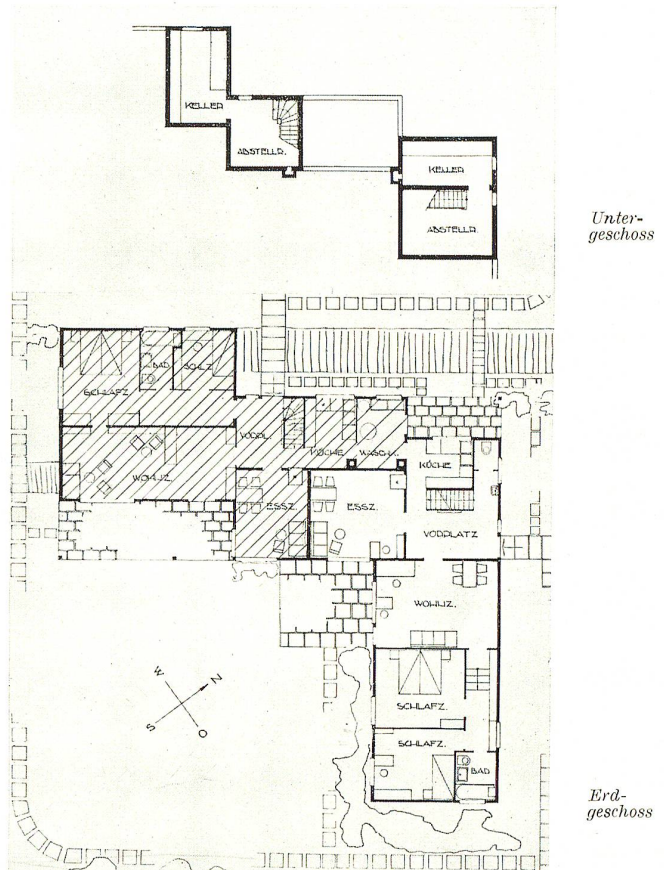 KELLER
ABSTELLR.
KELLER
ABSTELLR.
Unter-
geschoss
BAD
SCHLZ.
SCHLAFZ.
VORPL.
KÜCHE
WASCHK.
KÜCHE
WOHNZ.
ESSZ.
ESSZ.
VORPLATZ
WOHNZ.
W
N
S
O
SCHLAFZ.
SCHLAFZ.
BAD
Erd-
geschoss